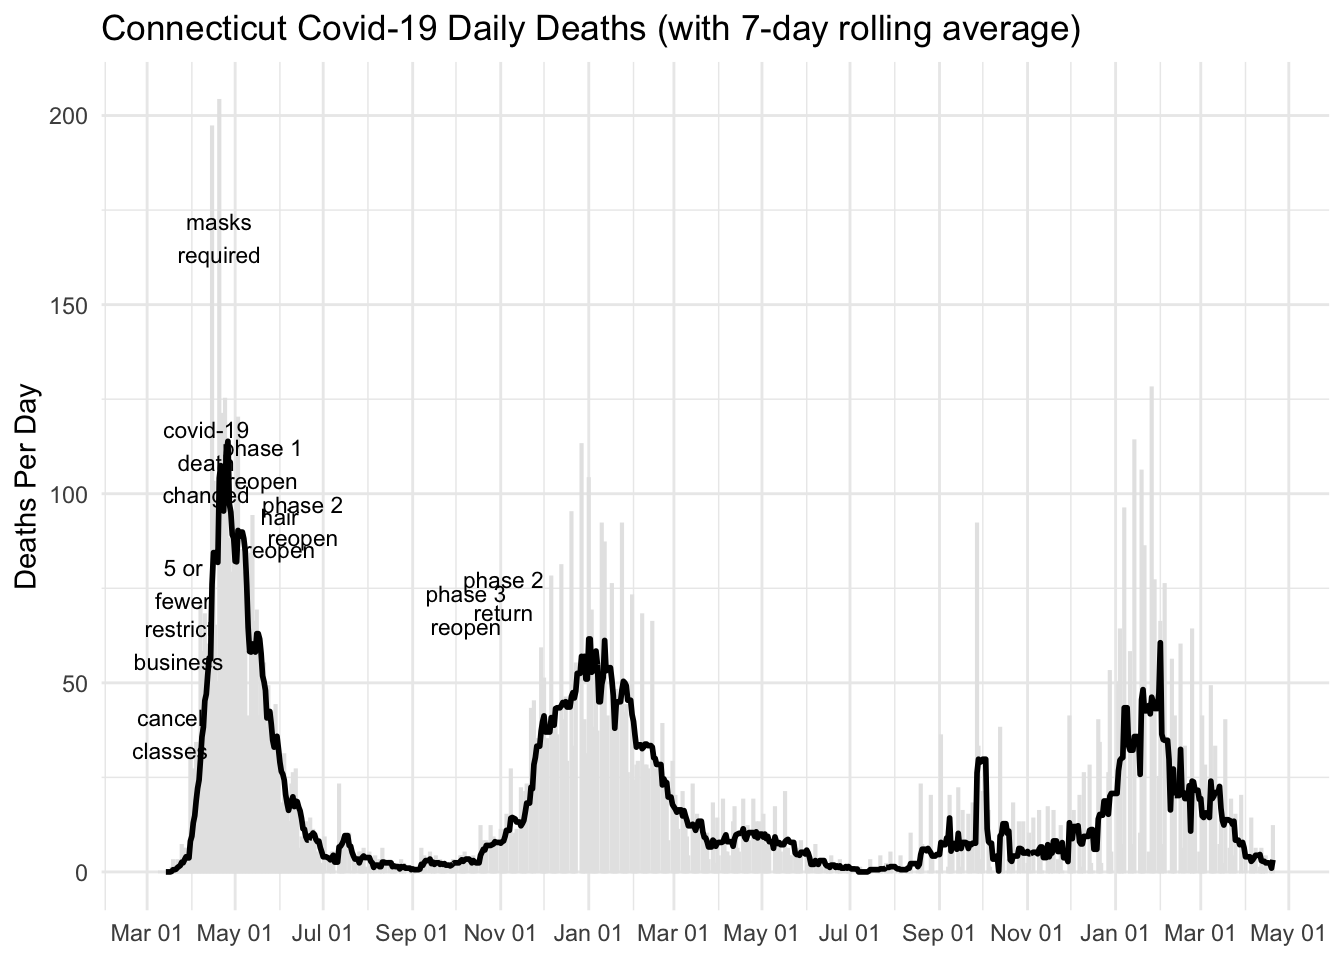 Connecticut Covid-19 Daily Deaths (with 7-day rolling average)
Deaths Per Day
200
150
100
50
0
masks
required
covid-19
death
changed
phase 1
reopen
phase 2
reopen
hair
reopen
5 or
fewer
restrict
business
cancel
classes
phase 3
reopen
phase 2
return
Mar 01 May 01 Jul 01 Sep 01 Nov 01 Jan 01 Mar 01 May 01 Jul 01 Sep 01 Nov 01 Jan 01 Mar 01 May 01